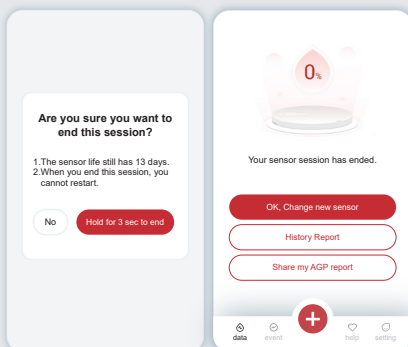 Are you sure you want to
end this session?
1.The sensor life still has 13 days.
2.When you end this session, you
cannot restart.
No
Hold for 3 sec to end
0%
Your sensor session has ended.
OK, Change new sensor
History Report
Share my AGP report
data
event
help
setting